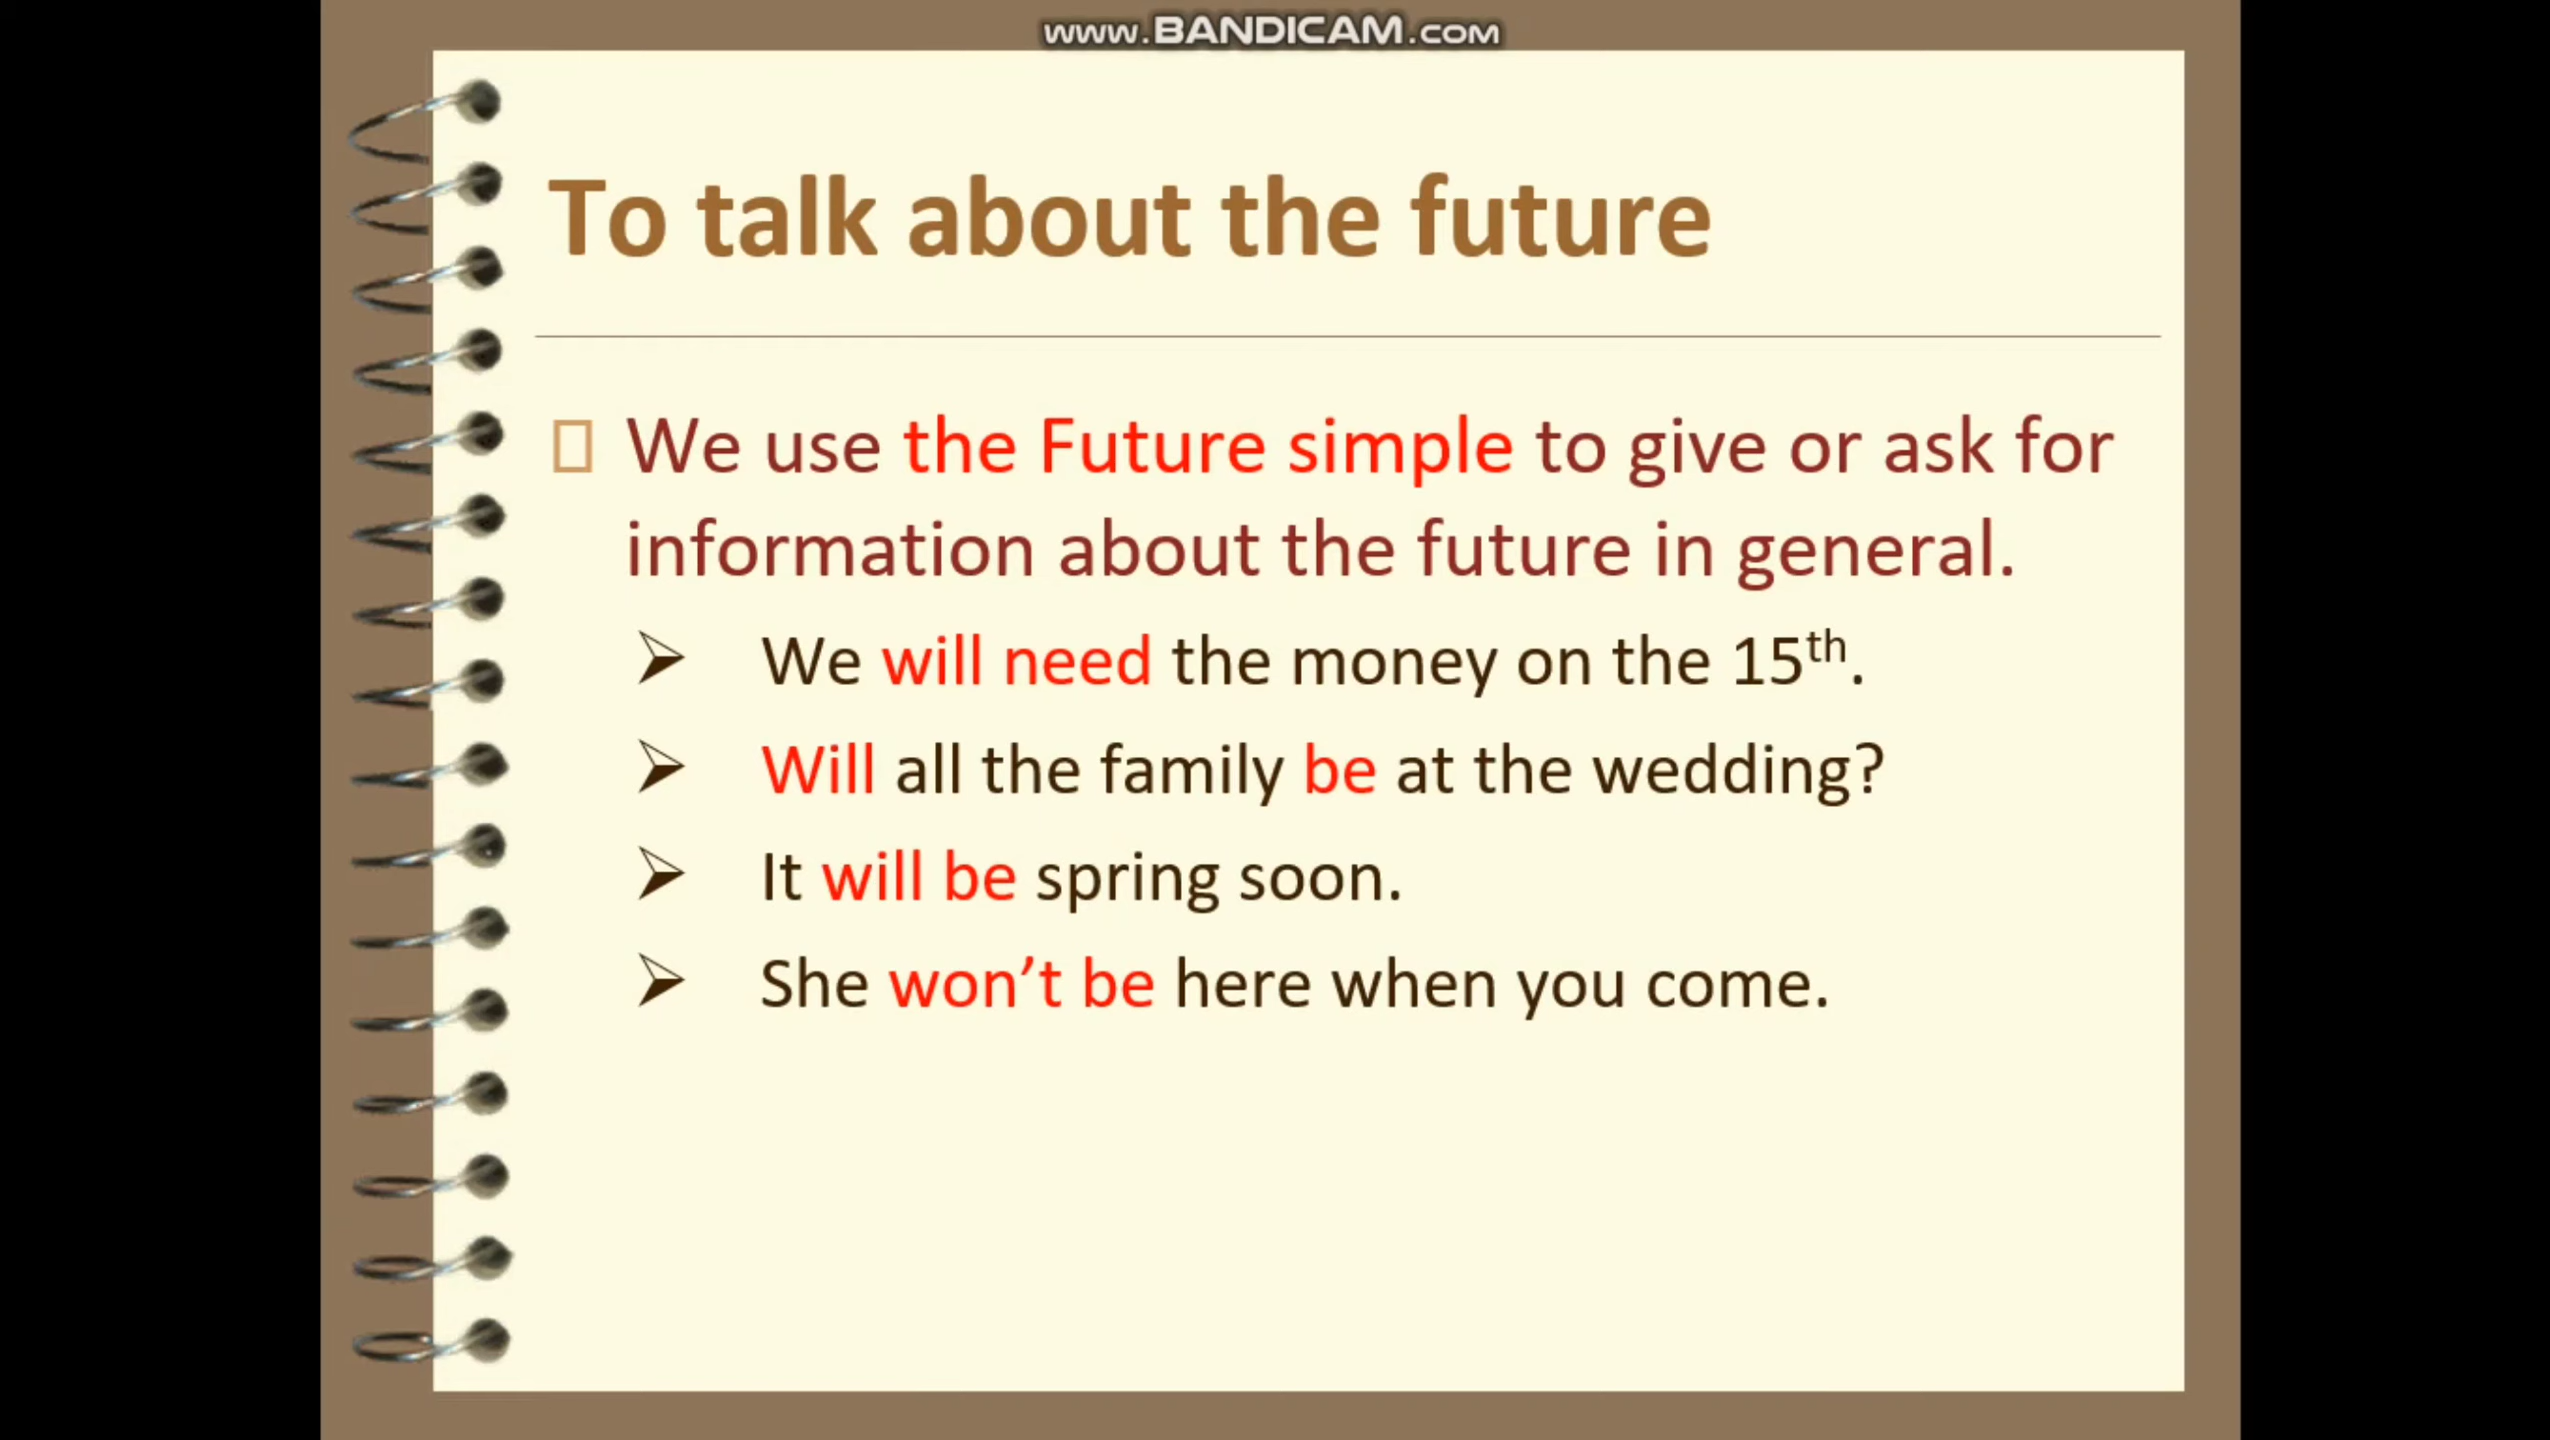 www.BANDICAM.com
To talk about the future
We use the Future simple to give or ask for
information about the future in general.
We will need the money on the 15th.
Will all the family be at the wedding?
It will be spring soon.
She won’t be here when you come.